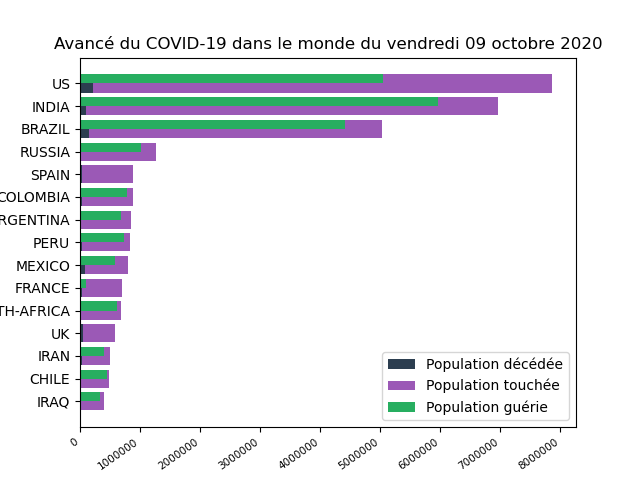 Avancé du COVID-19 dans le monde du vendredi 09 octobre 2020
US
INDIA
BRAZIL
RUSSIA
SPAIN
COLOMBIA
RGENTINA
PERU
MEXICO
FRANCE
TH-AFRICA
UK
IRAN
CHILE
IRAQ
Population décédée
Population touchée
Population guérie
0 1000000 2000000 3000000 4000000 5000000 6000000 7000000 8000000